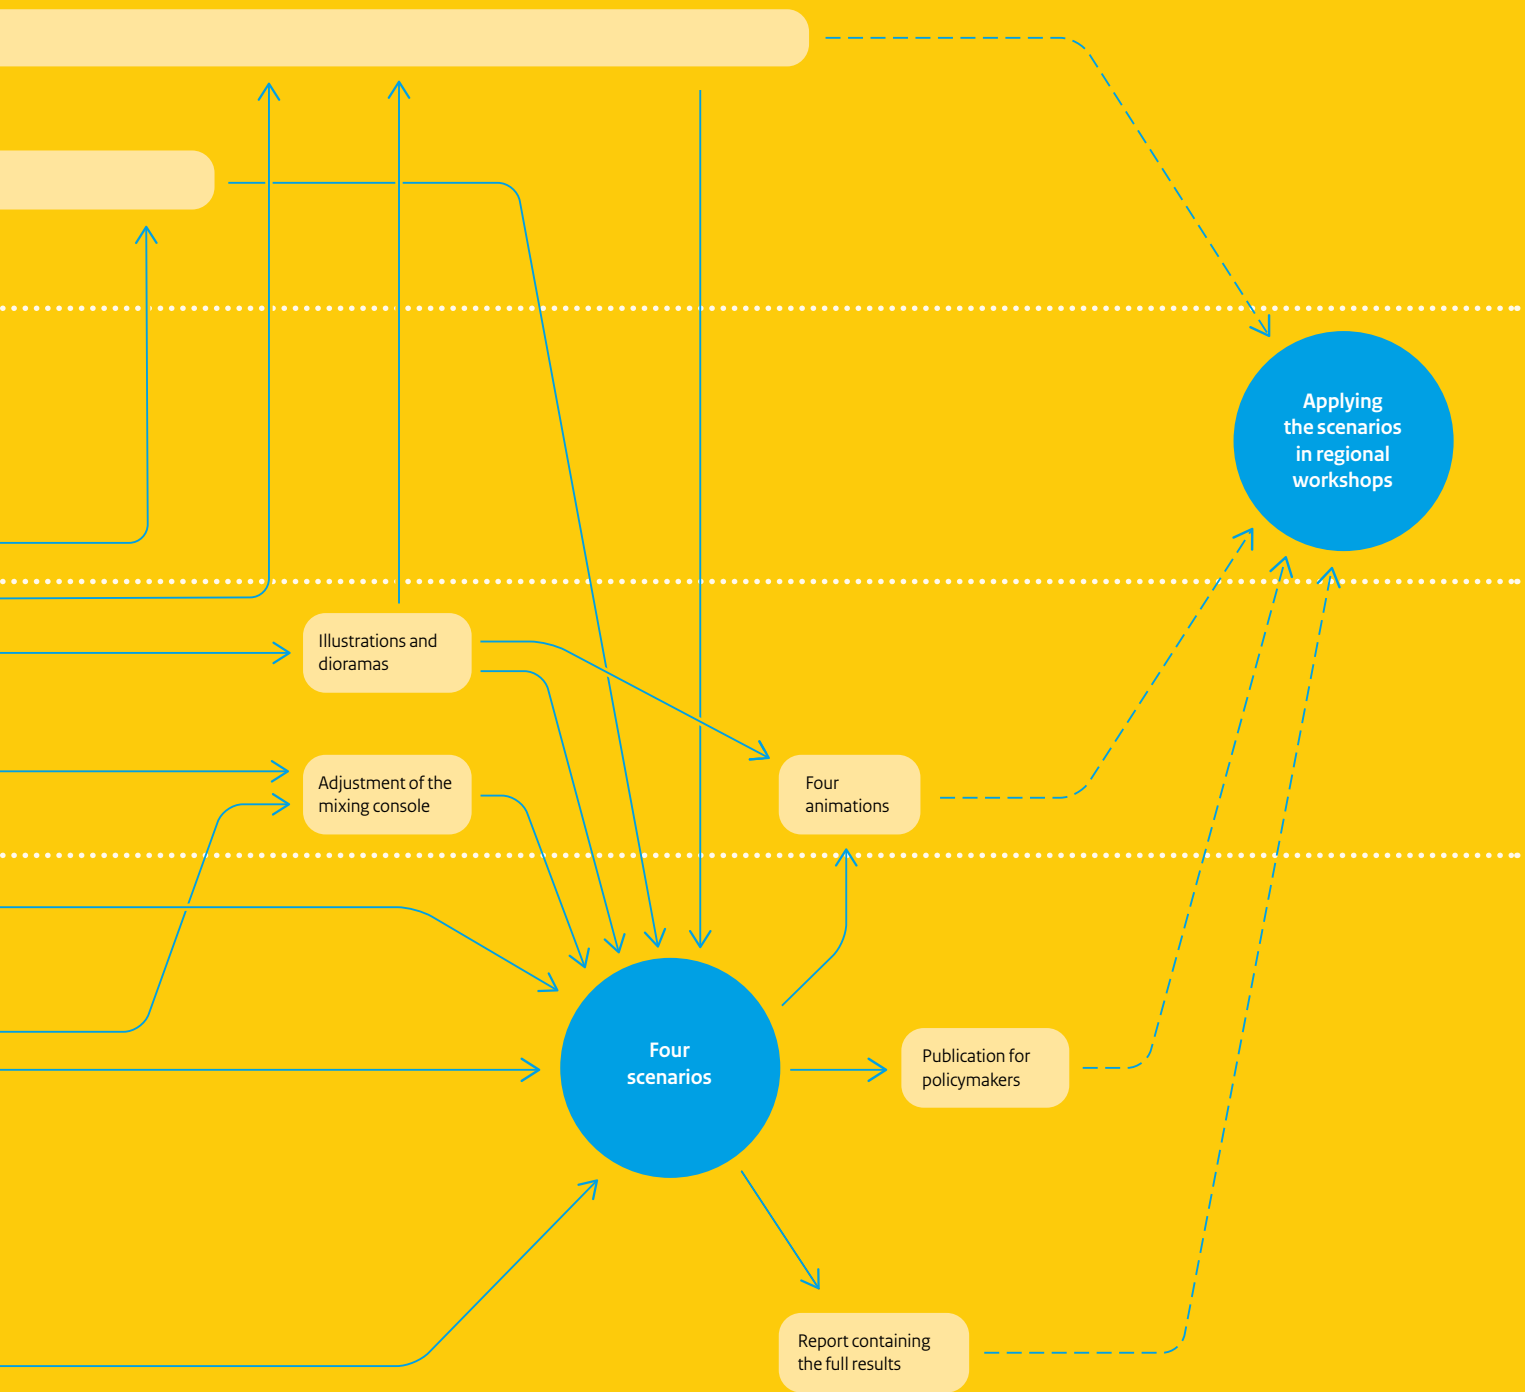 Applying
the scenarios
in regional
workshops
Illustrations and
dioramas
Adjustment of the
mixing console
Four
animations
Four
scenarios
Publication for
policymakers
Report containing
the full results